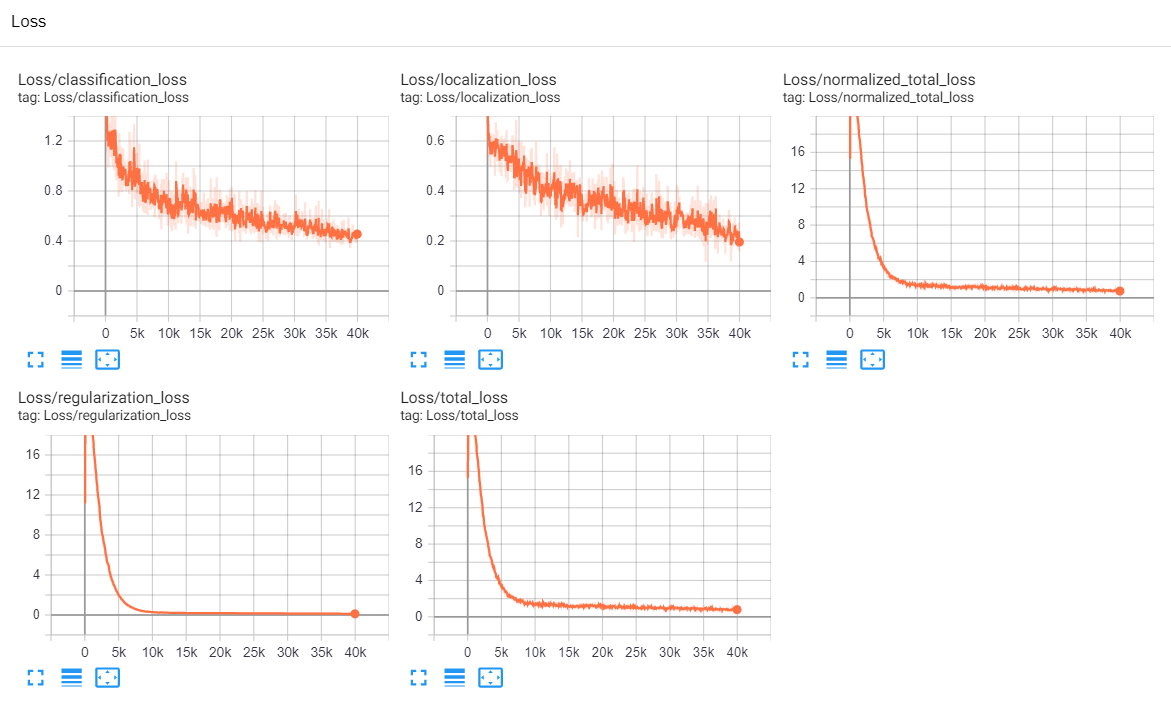 Loss
Loss/classification_loss
tag: Loss/classification_loss
1.2
0.8
0.4
0
0 5k 10k 15k 20k 25k 30k 35k 40k
Loss/localization_loss
tag: Loss/localization_loss
0.6
0.4
0.2
0
0 5k 10k 15k 20k 25k 30k 35k 40k
Loss/normalized_total_loss
tag: Loss/normalized_total_loss
16
12
8
4
0
0 5k 10k 15k 20k 25k 30k 35k 40k
Loss/regularization_loss
tag: Loss/regularization_loss
16
12
8
4
0
0 5k 10k 15k 20k 25k 30k 35k 40k
Loss/total_loss
tag: Loss/total_loss
16
12
8
4
0
0 5k 10k 15k 20k 25k 30k 35k 40k